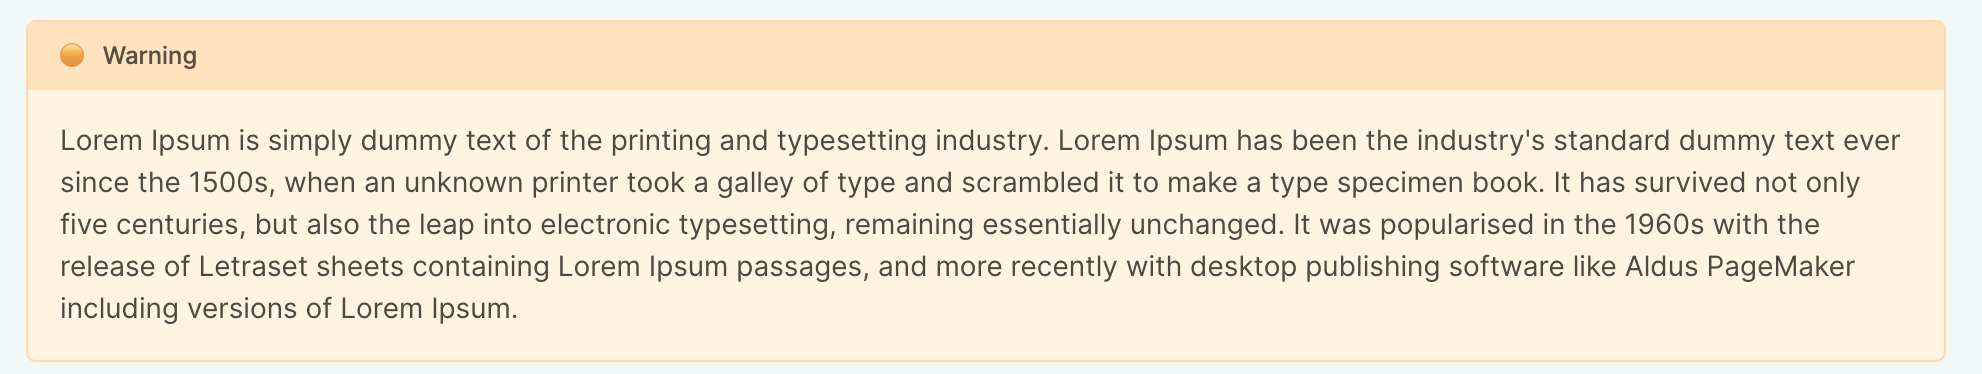 Warning
Lorem Ipsum is simply dummy text of the printing and typesetting industry. Lorem Ipsum has been the industry's standard dummy text ever
since the 1500s, when an unknown printer took a galley of type and scrambled it to make a type specimen book. It has survived not only
five centuries, but also the leap into electronic typesetting, remaining essentially unchanged. It was popularised in the 1960s with the
release of Letraset sheets containing Lorem Ipsum passages, and more recently with desktop publishing software like Aldus PageMaker
including versions of Lorem Ipsum.